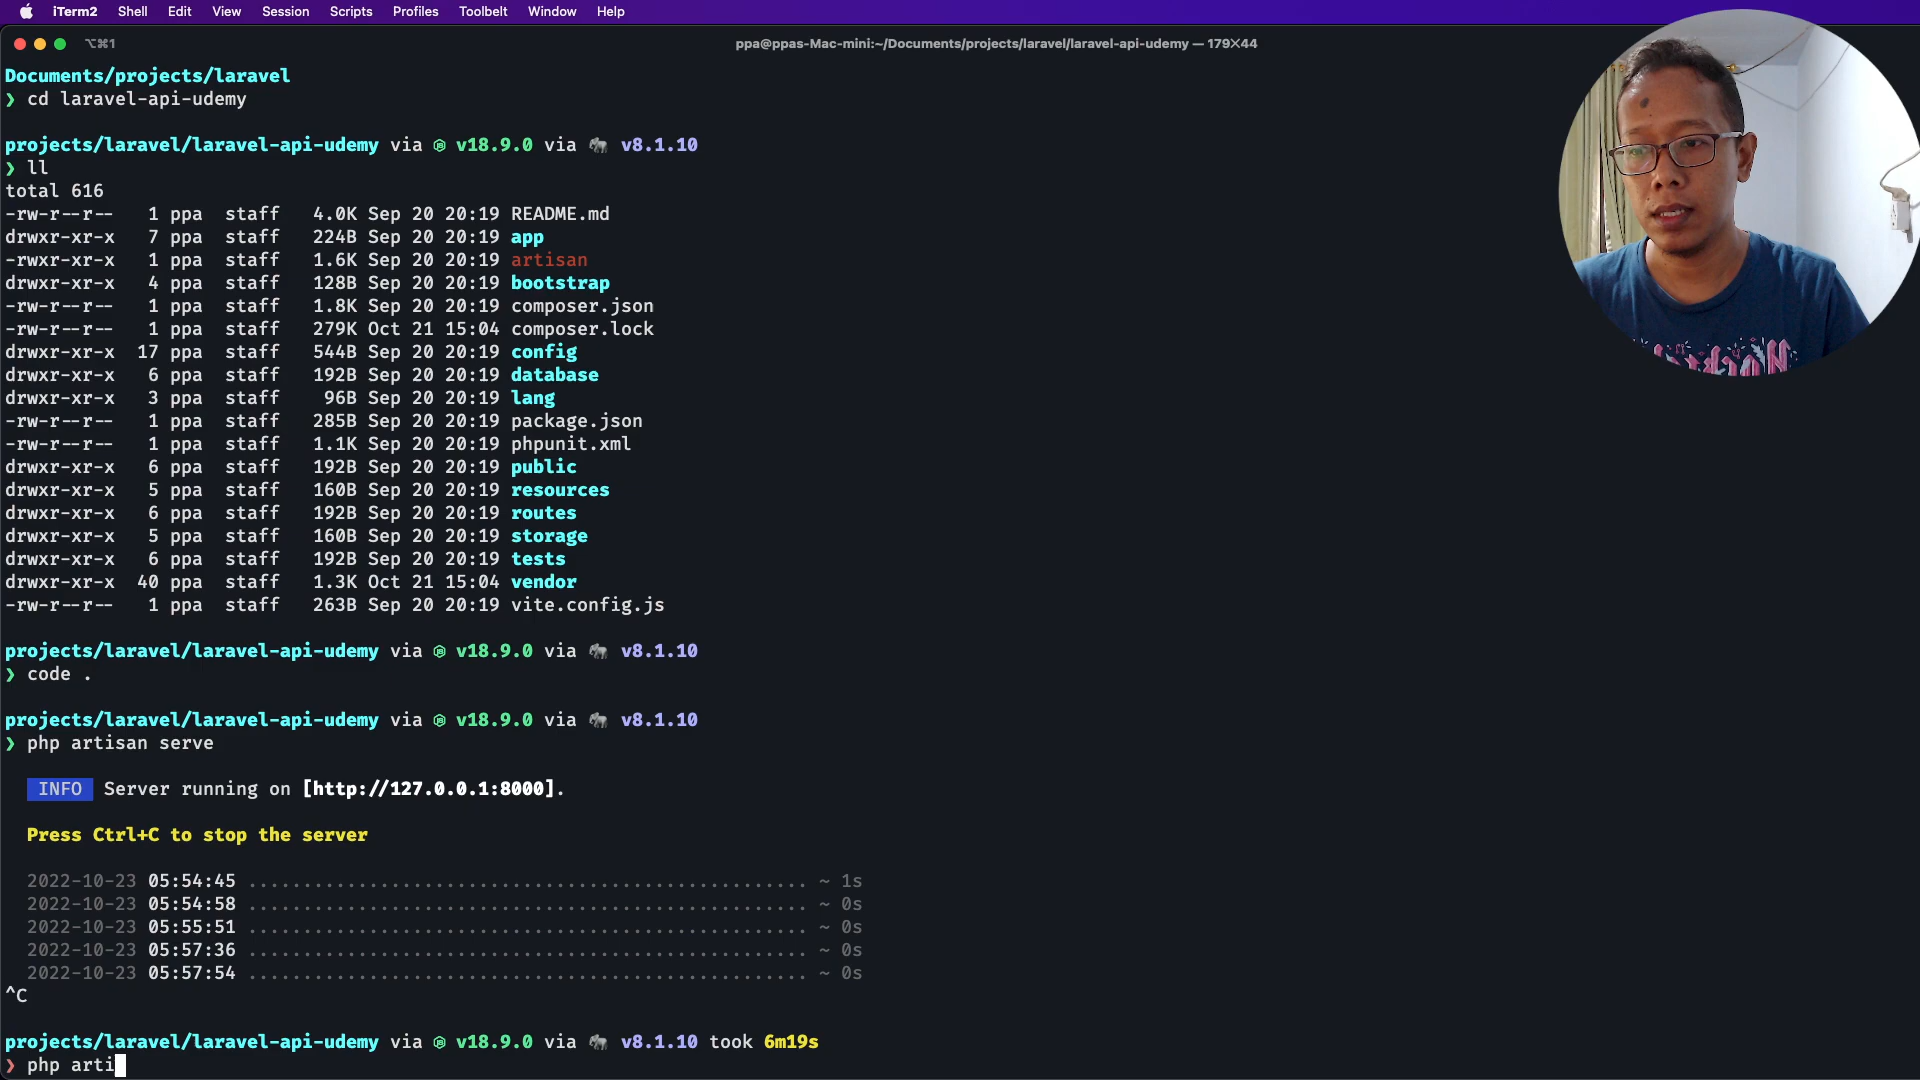 iTerm2 Shell Edit View Session Scripts Profiles Toolbelt Window Help
⌥⌘1 ppa@ppas-Mac-mini:~/Documents/projects/laravel/laravel-api-udemy — 179×44
Documents/projects/laravel
❯ cd laravel-api-udemy
projects/laravel/laravel-api-udemy via v18.9.0 via 🐘 v8.1.10
❯ ll
total 616
-rw-r--r-- 1 ppa staff 4.0K Sep 20 20:19 README.md
drwxr-xr-x 7 ppa staff 224B Sep 20 20:19 app
-rwxr-xr-x 1 ppa staff 1.6K Sep 20 20:19 artisan
drwxr-xr-x 4 ppa staff 128B Sep 20 20:19 bootstrap
-rw-r--r-- 1 ppa staff 1.8K Sep 20 20:19 composer.json
-rw-r--r-- 1 ppa staff 279K Oct 21 15:04 composer.lock
drwxr-xr-x 17 ppa staff 544B Sep 20 20:19 config
drwxr-xr-x 6 ppa staff 192B Sep 20 20:19 database
drwxr-xr-x 3 ppa staff 96B Sep 20 20:19 lang
-rw-r--r-- 1 ppa staff 285B Sep 20 20:19 package.json
-rw-r--r-- 1 ppa staff 1.1K Sep 20 20:19 phpunit.xml
drwxr-xr-x 6 ppa staff 192B Sep 20 20:19 public
drwxr-xr-x 5 ppa staff 160B Sep 20 20:19 resources
drwxr-xr-x 6 ppa staff 192B Sep 20 20:19 routes
drwxr-xr-x 5 ppa staff 160B Sep 20 20:19 storage
drwxr-xr-x 6 ppa staff 192B Sep 20 20:19 tests
drwxr-xr-x 40 ppa staff 1.3K Oct 21 15:04 vendor
-rw-r--r-- 1 ppa staff 263B Sep 20 20:19 vite.config.js
projects/laravel/laravel-api-udemy via v18.9.0 via 🐘 v8.1.10
❯ code .
projects/laravel/laravel-api-udemy via v18.9.0 via 🐘 v8.1.10
❯ php artisan serve
INFO Server running on [http://127.0.0.1:8000].
Press Ctrl+C to stop the server
2022-10-23 05:54:45 ................................................... ~ 1s
2022-10-23 05:54:58 ................................................... ~ 0s
2022-10-23 05:55:51 ................................................... ~ 0s
2022-10-23 05:57:36 ................................................... ~ 0s
2022-10-23 05:57:54 ................................................... ~ 0s
^C
projects/laravel/laravel-api-udemy via v18.9.0 via 🐘 v8.1.10 took 6m19s
❯ php arti